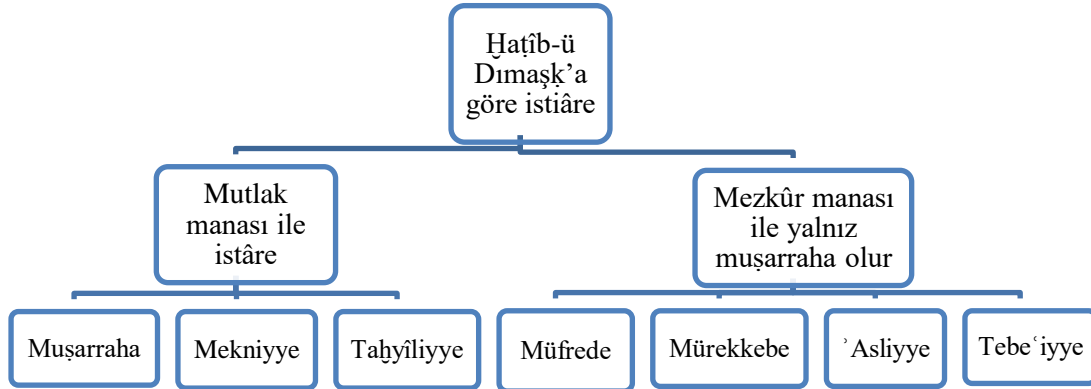 Ḫaṭîb-ü
Dımaşḳ’a
göre istiâre
Mutlak
manası ile
istâre
Mezkûr manası
ile yalnız
muṣarraha olur
Muṣarraha
Mekniyye
Taḫyîliyye
Müfrede
Mürekkebe
ʾAsliyye
Tebeʿiyye